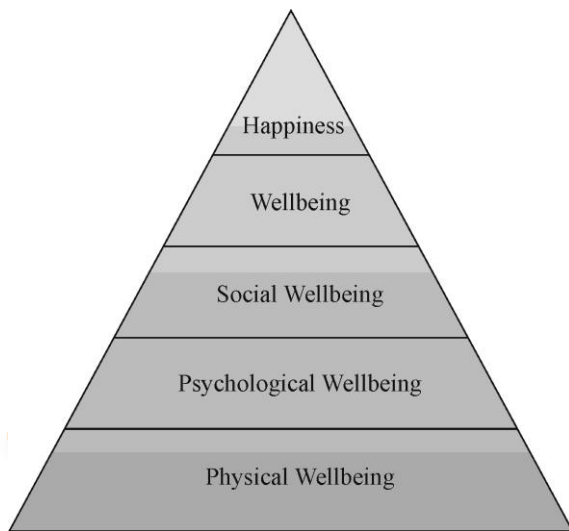 Happiness
Wellbeing
Social Wellbeing
Psychological Wellbeing
Physical Wellbeing